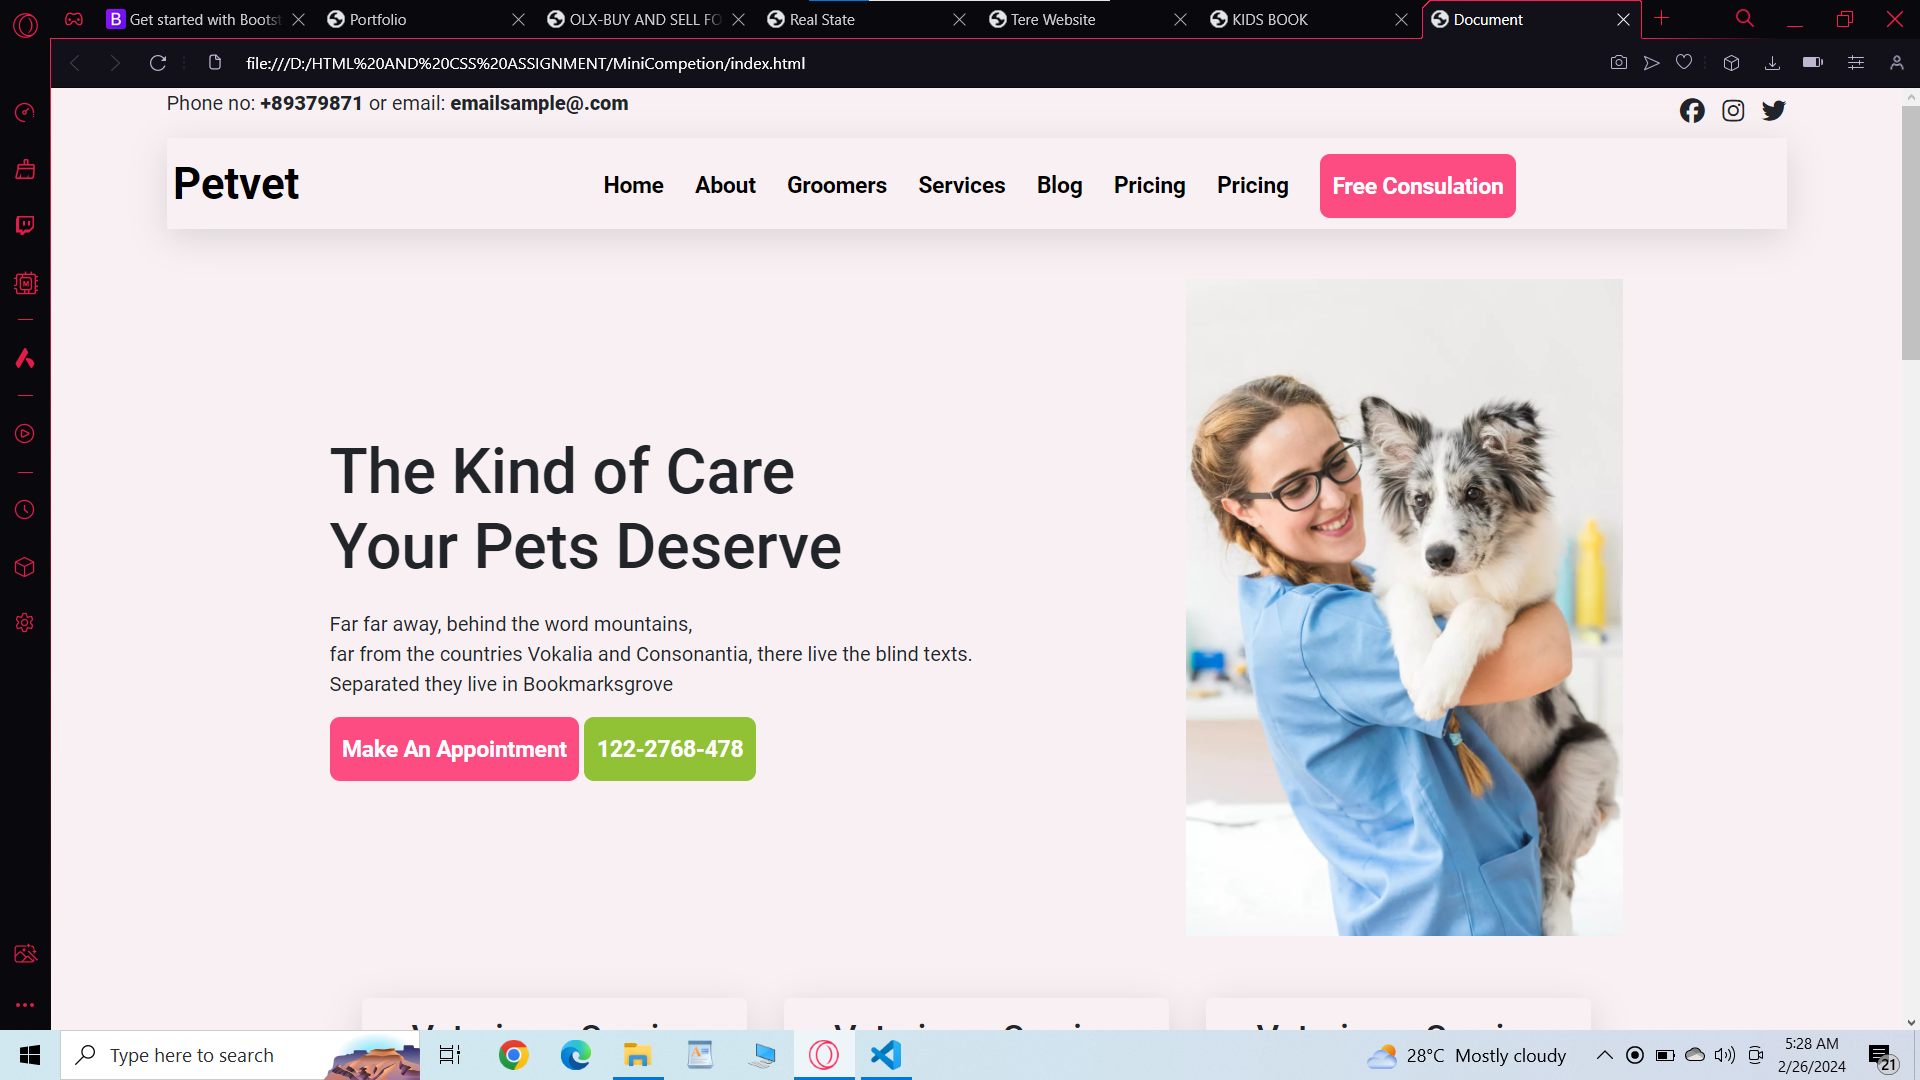 Get started with Bootst
Portfolio
OLX-BUY AND SELL FO
Real State
Tere Website
KIDS BOOK
Document
file:///D:/HTML%20AND%20CSS%20ASSIGNMENT/MiniCompetion/index.html
Phone no: +89379871 or email: emailsample@.com
Petvet
Home
About
Groomers
Services
Blog
Pricing
Pricing
Free Consulation
The Kind of Care
Your Pets Deserve
Far far away, behind the word mountains,
far from the countries Vokalia and Consonantia, there live the blind texts.
Separated they live in Bookmarksgrove
Make An Appointment
122-2768-478
Type here to search
28°C Mostly cloudy
5:28 AM
2/26/2024
21